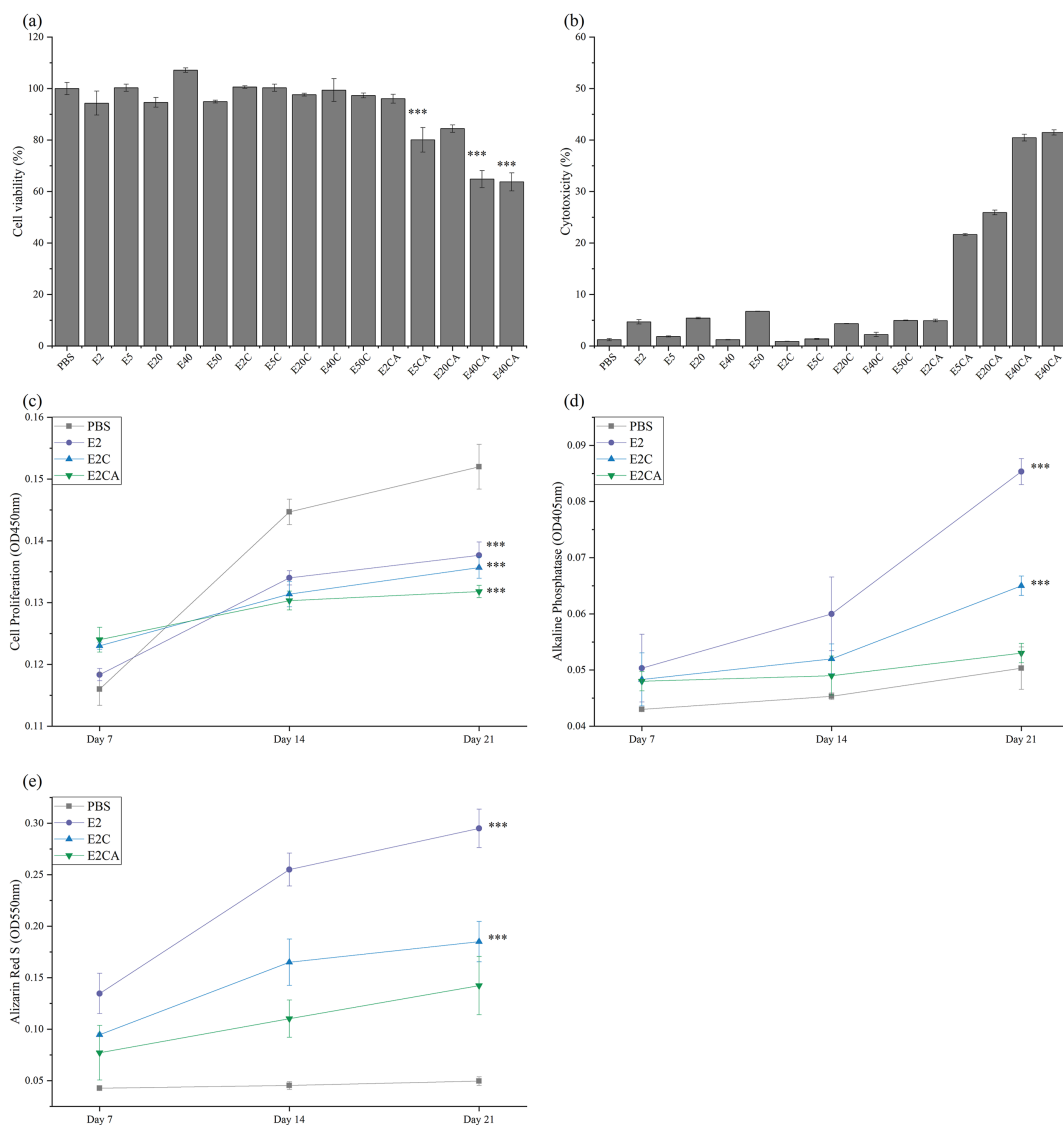 (a)
Cell viability (%)
120
100
80
60
40
20
0
***
***
***
PBS E2 E5 E20 E40 E50 E2C E5C E20C E40C E50C E2CA E5CA E20CA E40CA E40CA
(b)
Cytotoxicity (%)
60
50
40
30
20
10
0
PBS E2 E5 E20 E40 E50 E2C E5C E20C E40C E50C E2CA E5CA E20CA E40CA E40CA
(c)
Cell Proliferation (OD450nm)
0.16
0.15
0.14
0.13
0.12
0.11
PBS
E2
E2C
E2CA
***
***
***
Day 7 Day 14 Day 21
(d)
Alkaline Phosphatase (OD405nm)
0.09
0.08
0.07
0.06
0.05
0.04
PBS
E2
E2C
E2CA
***
***
Day 7 Day 14 Day 21
(e)
Alizarin Red S (OD550nm)
0.30
0.25
0.20
0.15
0.10
0.05
PBS
E2
E2C
E2CA
***
***
Day 7 Day 14 Day 21